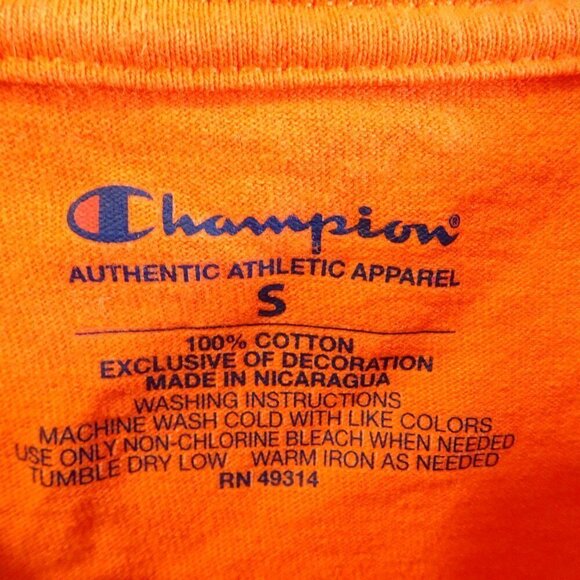 Champion®
AUTHENTIC ATHLETIC APPAREL
S
100% COTTON
EXCLUSIVE OF DECORATION
MADE IN NICARAGUA
WASHING INSTRUCTIONS
MACHINE WASH COLD WITH LIKE COLORS
USE ONLY NON-CHLORINE BLEACH WHEN NEEDED
TUMBLE DRY LOW WARM IRON AS NEEDED
RN 49314